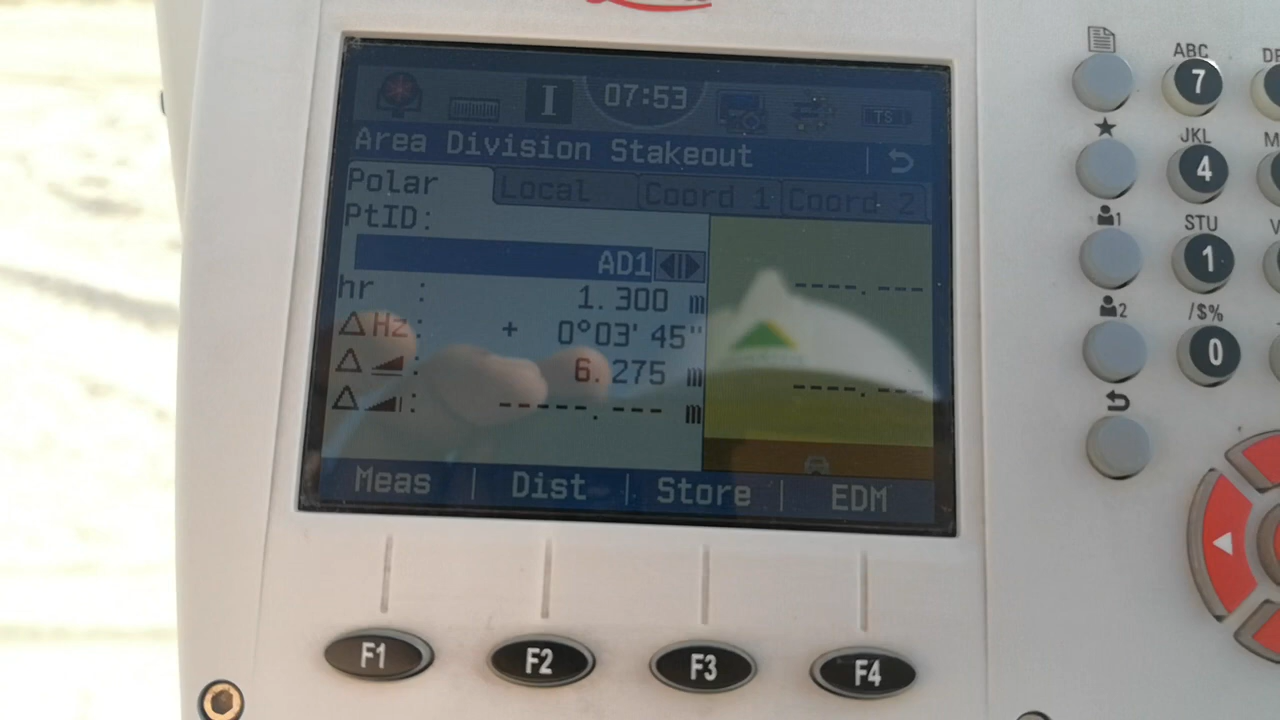 I 07:53 TS
Area Division Stakeout
Polar Local Coord 1 Coord 2
PtID:
AD1
hr : 1.300 m
Δ Hz: + 0°03'45"
Δ : 6.275 m
Δ : -----.--- m
----.---
----.---
Meas Dist Store EDM
F1 F2 F3 F4
ABC
7
JKL
4
1 STU
1
2 /$%
0